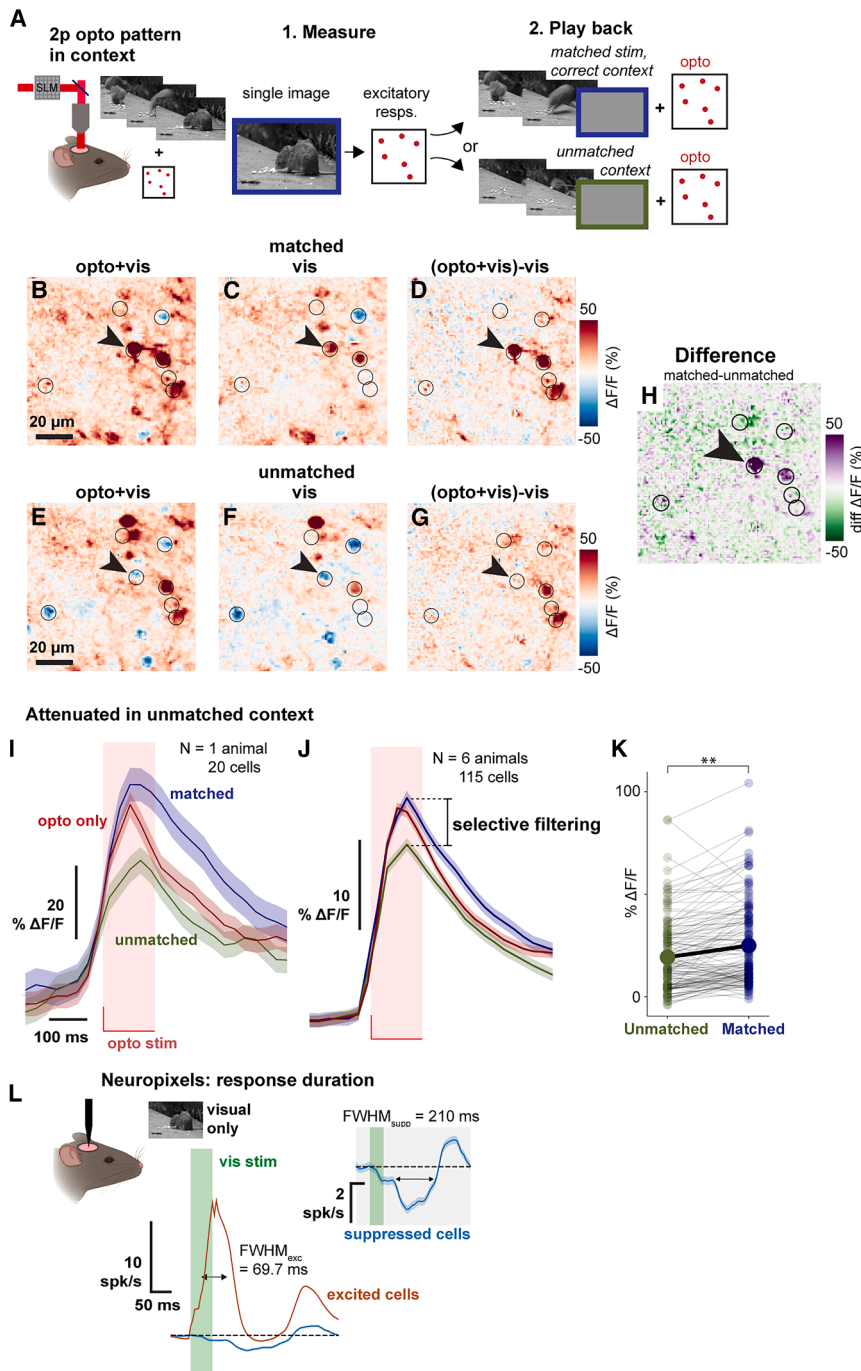 A
2p opto pattern
in context
SLM
+
1. Measure
single image
excitatory
resps.
or
2. Play back
matched stim,
correct context
opto
+
unmatched
context
opto
+
matched
opto+vis
vis
(opto+vis)-vis
B
C
D
20 µm
50
ΔF/F (%)
-50
Difference
matched-unmatched
H
50
diff ΔF/F (%)
-50
unmatched
opto+vis
vis
(opto+vis)-vis
E
F
G
20 µm
50
ΔF/F (%)
-50
Attenuated in unmatched context
I
N = 1 animal
20 cells
matched
opto only
20
% ΔF/F
unmatched
100 ms
opto stim
J
N = 6 animals
115 cells
selective filtering
10
% ΔF/F
K
**
100
% ΔF/F
0
Unmatched
Matched
Neuropixels: response duration
L
visual
only
vis stim
FWHMsupp = 210 ms
2
spk/s
suppressed cells
10
spk/s
50 ms
FWHMexc
= 69.7 ms
excited cells